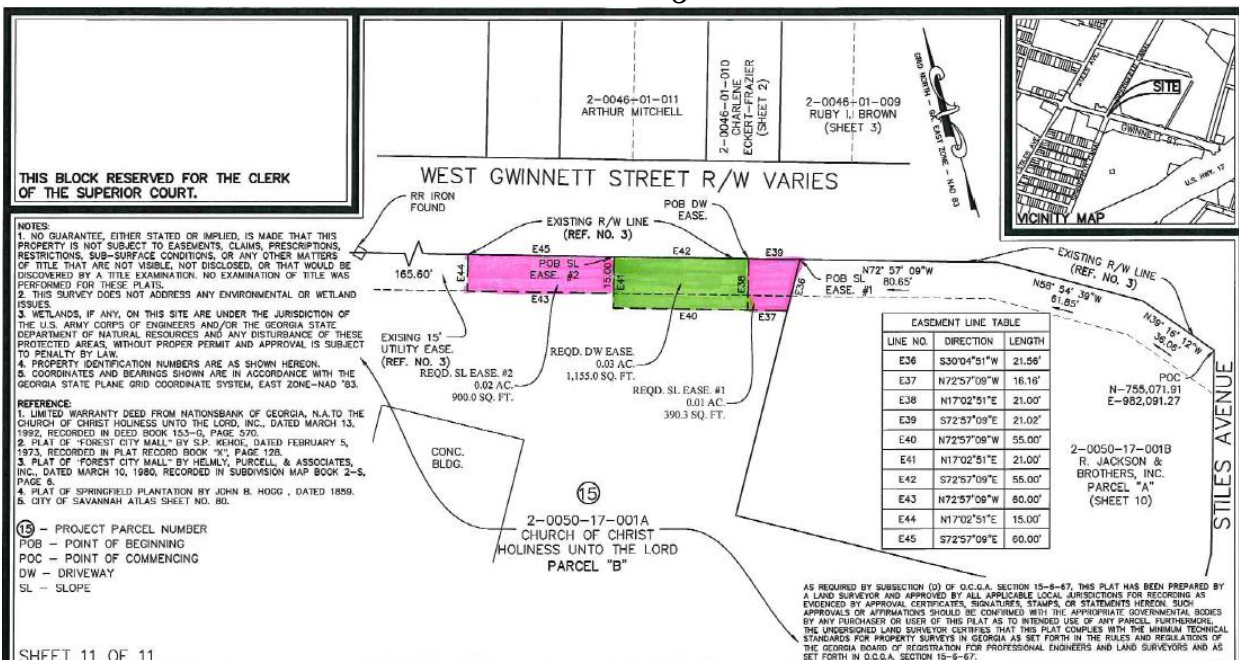 THIS BLOCK RESERVED FOR THE CLERK
OF THE SUPERIOR COURT.
NOTES:
1. NO GUARANTEE, EITHER STATED OR IMPLIED, IS MADE THAT THIS
PROPERTY IS NOT SUBJECT TO EASEMENTS, CLAIMS, PRESCRIPTIONS,
RESTRICTIONS, SUB-SURFACE CONDITIONS, OR ANY OTHER MATTERS
OF TITLE THAT ARE NOT VISIBLE, NOT DISCLOSED, OR THAT WOULD BE
DISCOVERED BY A TITLE EXAMINATION. NO EXAMINATION OF TITLE WAS
PERFORMED FOR THESE PLATS.
2. THIS SURVEY DOES NOT ADDRESS ANY ENVIRONMENTAL OR WETLAND
ISSUES.
3. WETLANDS, IF ANY, ON THIS SITE ARE UNDER THE JURISDICTION OF
THE U.S. ARMY CORPS OF ENGINEERS AND/OR THE GEORGIA STATE
DEPARTMENT OF NATURAL RESOURCES AND ANY DISTURBANCE OF THESE
PROTECTED AREAS, WITHOUT PROPER PERMIT AND APPROVAL IS SUBJECT
TO PENALTY BY LAW.
4. PROPERTY IDENTIFICATION NUMBERS ARE AS SHOWN HEREON.
5. COORDINATES AND BEARINGS SHOWN ARE IN ACCORDANCE WITH THE
GEORGIA STATE PLANE GRID COORDINATE SYSTEM, EAST ZONE-NAD '83.
REFERENCE:
1. LIMITED WARRANTY DEED FROM NATIONSBANK OF GEORGIA, N.A.TO THE
CHURCH OF CHRIST HOLINESS UNTO THE LORD, INC., DATED MARCH 13,
1992, RECORDED IN DEED BOOK 153-G, PAGE 570.
2. PLAT OF "FOREST CITY MALL" BY S.P. KEHOE, DATED FEBRUARY 5,
1973, RECORDED IN PLAT RECORD BOOK "X", PAGE 128.
3. PLAT OF "FOREST CITY MALL" BY HELMLY, PURCELL, & ASSOCIATES,
INC., DATED MARCH 10, 1980, RECORDED IN SUBDIVISION MAP BOOK 2-S,
PAGE 6.
4. PLAT OF SPRINGFIELD PLANTATION BY JOHN B. HOGG , DATED 1859.
5. CITY OF SAVANNAH ATLAS SHEET NO. 80.
15 - PROJECT PARCEL NUMBER
POB - POINT OF BEGINNING
POC - POINT OF COMMENCING
DW - DRIVEWAY
SL - SLOPE
SHEET 11 OF 11
2-0046-01-011
ARTHUR MITCHELL
2-0046-01-010
CHARLENE
ECKERT-FRAZIER
(SHEET 2)
2-0046-01-009
RUBY I. BROWN
(SHEET 3)
GRID NORTH - GA. EAST ZONE - NAD 83
STILES AVE.
SITE
GWINNETT ST.
STILES AVE.
U.S. HWY. 17
VICINITY MAP
WEST GWINNETT STREET R/W VARIES
RR IRON
FOUND
EXISTING R/W LINE
(REF. NO. 3)
POB DW
EASE.
E45
E42
E39
165.60'
E44
POB SL
EASE. #2
15.00'
E41
E38
E36
POB SL
EASE. #1
E43
E40
E37
N72° 57' 09"W
80.65'
EXISTING R/W LINE
(REF. NO. 3)
N58° 54' 39"W
61.85'
N39° 16' 12"W
36.06'
EXISING 15'
UTILITY EASE.
(REF. NO. 3)
REQD. SL EASE. #2
0.02 AC.
900.0 SQ. FT.
REQD. DW EASE.
0.03 AC.
1,155.0 SQ. FT.
REQD. SL EASE. #1
0.01 AC.
390.3 SQ. FT.
POC
N-755,071.91
E-982,091.27
EASEMENT LINE TABLE
LINE NO. DIRECTION LENGTH
E36 S30°04'51"W 21.56'
E37 N72°57'09"W 16.16'
E38 N17°02'51"E 21.00'
E39 S72°57'09"E 21.02'
E40 N72°57'09"W 55.00'
E41 N17°02'51"E 21.00'
E42 S72°57'09"E 55.00'
E43 N72°57'09"W 60.00'
E44 N17°02'51"E 15.00'
E45 S72°57'09"E 60.00'
CONC.
BLDG.
15
2-0050-17-001A
CHURCH OF CHRIST
HOLINESS UNTO THE LORD
PARCEL "B"
2-0050-17-001B
R. JACKSON &
BROTHERS, INC.
PARCEL "A"
(SHEET 10)
STILES AVENUE
AS REQUIRED BY SUBSECTION (D) OF O.C.G.A. SECTION 15-6-67, THIS PLAT HAS BEEN PREPARED BY
A LAND SURVEYOR AND APPROVED BY ALL APPLICABLE LOCAL JURISDICTIONS FOR RECORDING AS
EVIDENCED BY APPROVAL CERTIFICATES, SIGNATURES, STAMPS, OR STATEMENTS HEREON. SUCH
APPROVALS OR AFFIRMATIONS SHOULD BE CONFIRMED WITH THE APPROPRIATE GOVERNMENTAL BODIES
BY ANY PURCHASER OR USER OF THIS PLAT AS TO INTENDED USE OF ANY PARCEL. FURTHERMORE,
THE UNDERSIGNED LAND SURVEYOR CERTIFIES THAT THIS PLAT COMPLIES WITH THE MINIMUM TECHNICAL
STANDARDS FOR PROPERTY SURVEYS IN GEORGIA AS SET FORTH IN THE RULES AND REGULATIONS OF
THE GEORGIA BOARD OF REGISTRATION FOR PROFESSIONAL ENGINEERS AND LAND SURVEYORS AND AS
SET FORTH IN O.C.G.A. SECTION 15-6-67.